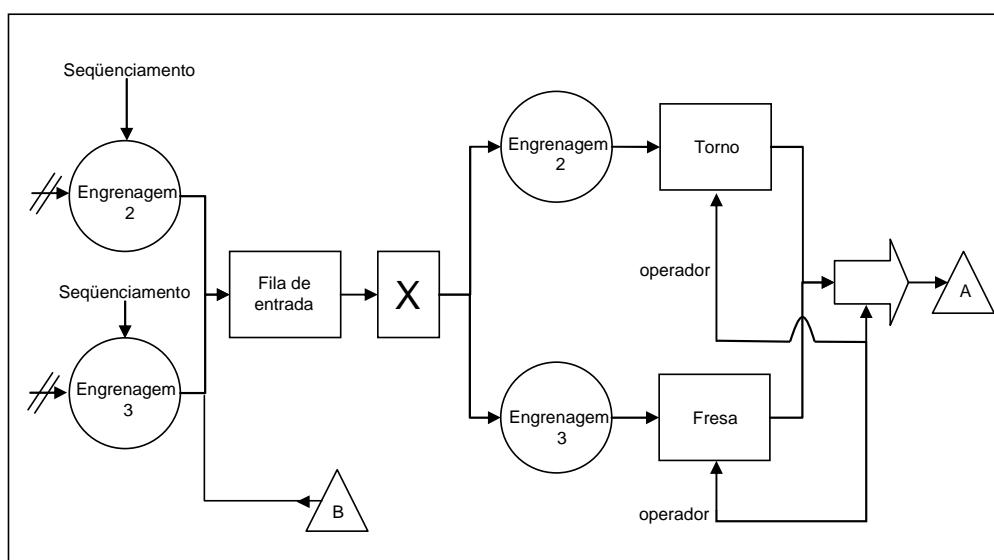 Seqüenciamento
Engrenagem
2
Seqüenciamento
Engrenagem
3
Fila de
entrada
X
Engrenagem
2
Torno
operador
A
Engrenagem
3
Fresa
operador
B